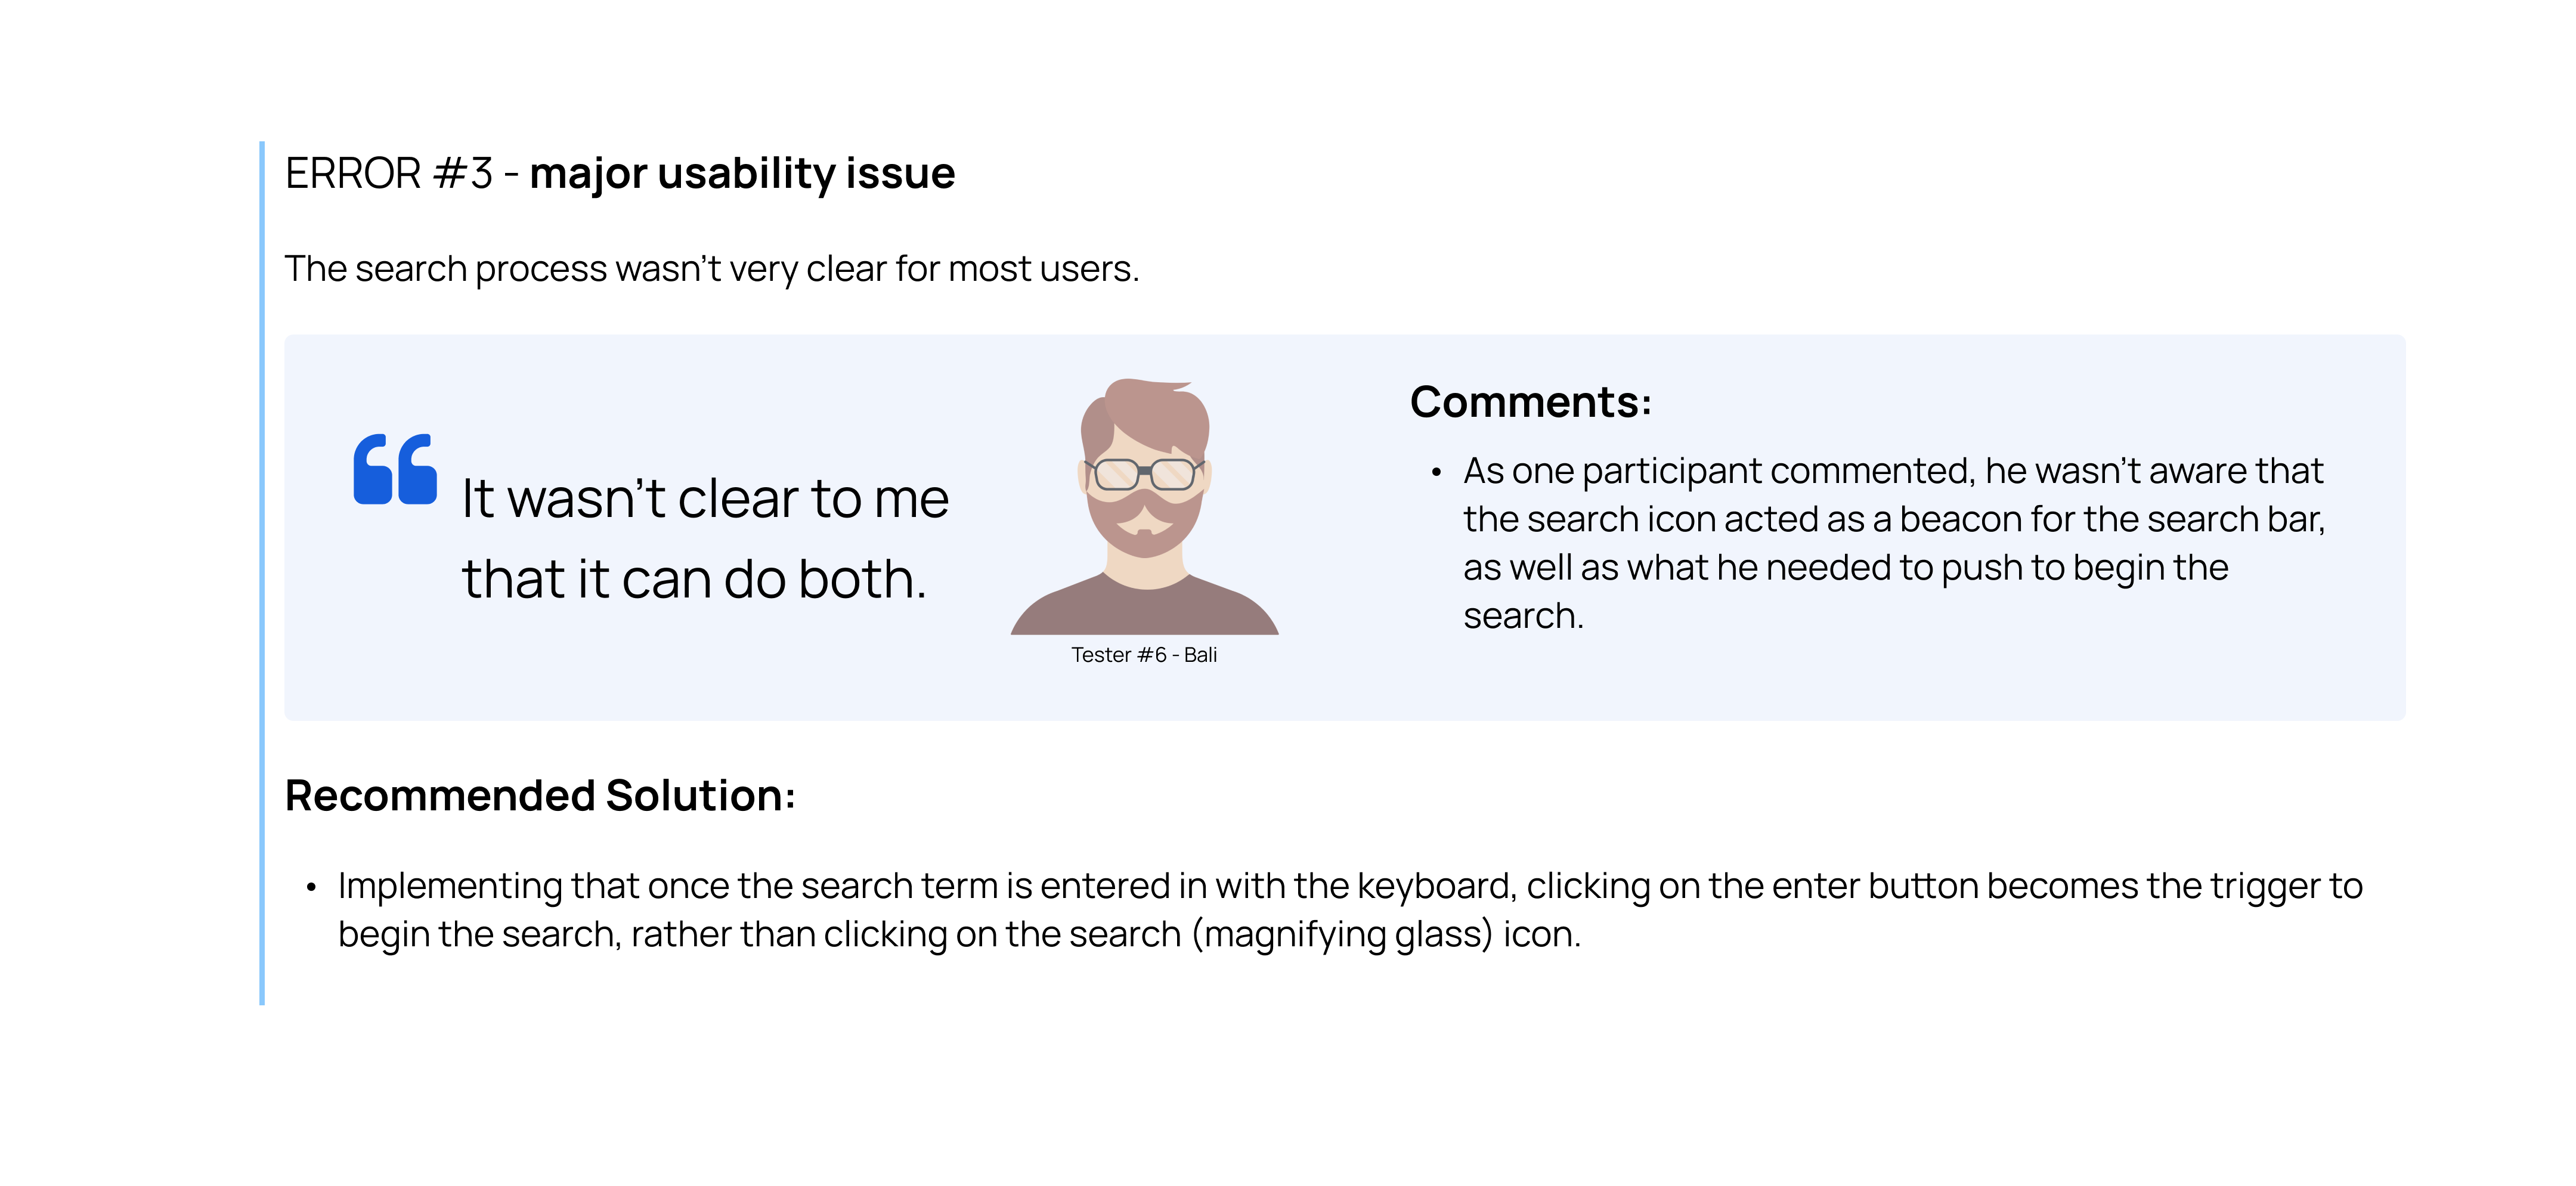 ERROR #3 - major usability issue
The search process wasn't very clear for most users.
“ It wasn't clear to me
that it can do both.
Tester #6 - Bali
Comments:
• As one participant commented, he wasn't aware that
the search icon acted as a beacon for the search bar,
as well as what he needed to push to begin the
search.
Recommended Solution:
• Implementing that once the search term is entered in with the keyboard, clicking on the enter button becomes the trigger to
begin the search, rather than clicking on the search (magnifying glass) icon.